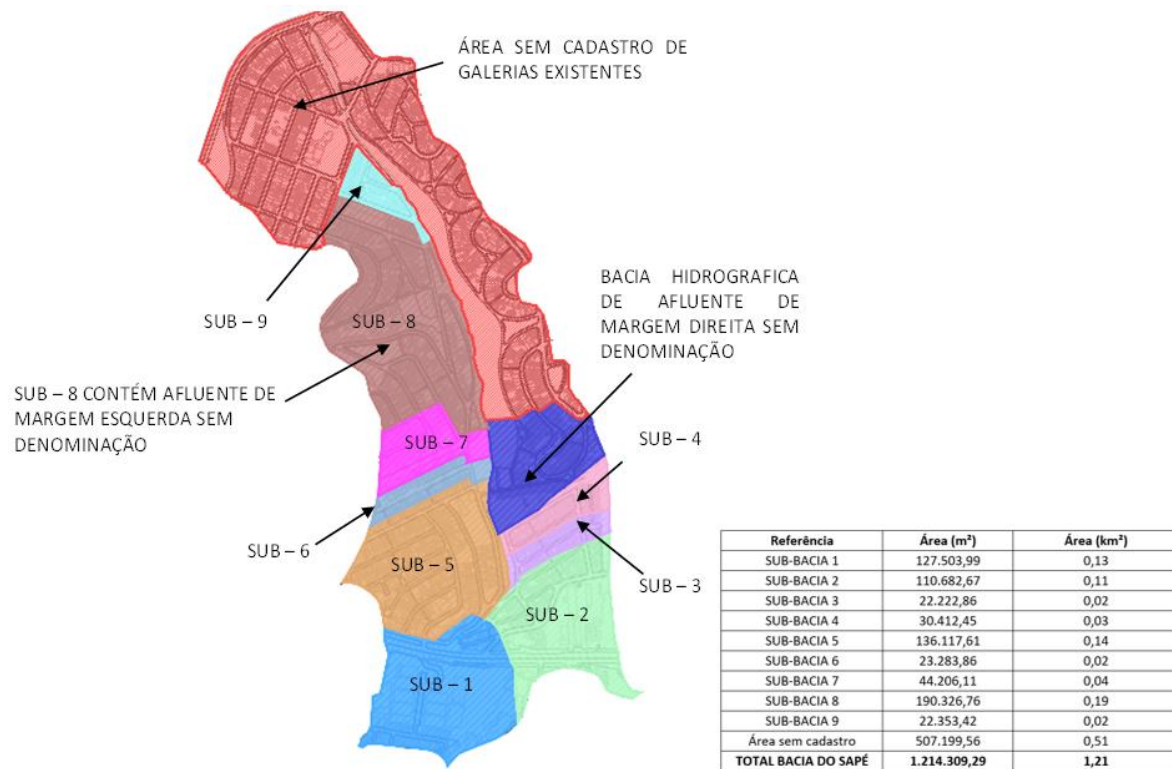 ÁREA SEM CADASTRO DE
GALERIAS EXISTENTES
SUB – 9
SUB – 8
BACIA HIDROGRAFICA
DE AFLUENTE DE
MARGEM DIREITA SEM
DENOMINAÇÃO
SUB – 8 CONTÉM AFLUENTE DE
MARGEM ESQUERDA SEM
DENOMINAÇÃO
SUB – 7
SUB – 4
SUB – 6
SUB – 5
SUB – 3
SUB – 2
SUB – 1
Referência Área (m²) Área (km²)
SUB-BACIA 1 127.503,99 0,13
SUB-BACIA 2 110.682,67 0,11
SUB-BACIA 3 22.222,86 0,02
SUB-BACIA 4 30.412,45 0,03
SUB-BACIA 5 136.117,61 0,14
SUB-BACIA 6 23.283,86 0,02
SUB-BACIA 7 44.206,11 0,04
SUB-BACIA 8 190.326,76 0,19
SUB-BACIA 9 22.353,42 0,02
Área sem cadastro 507.199,56 0,51
TOTAL BACIA DO SAPÉ 1.214.309,29 1,21